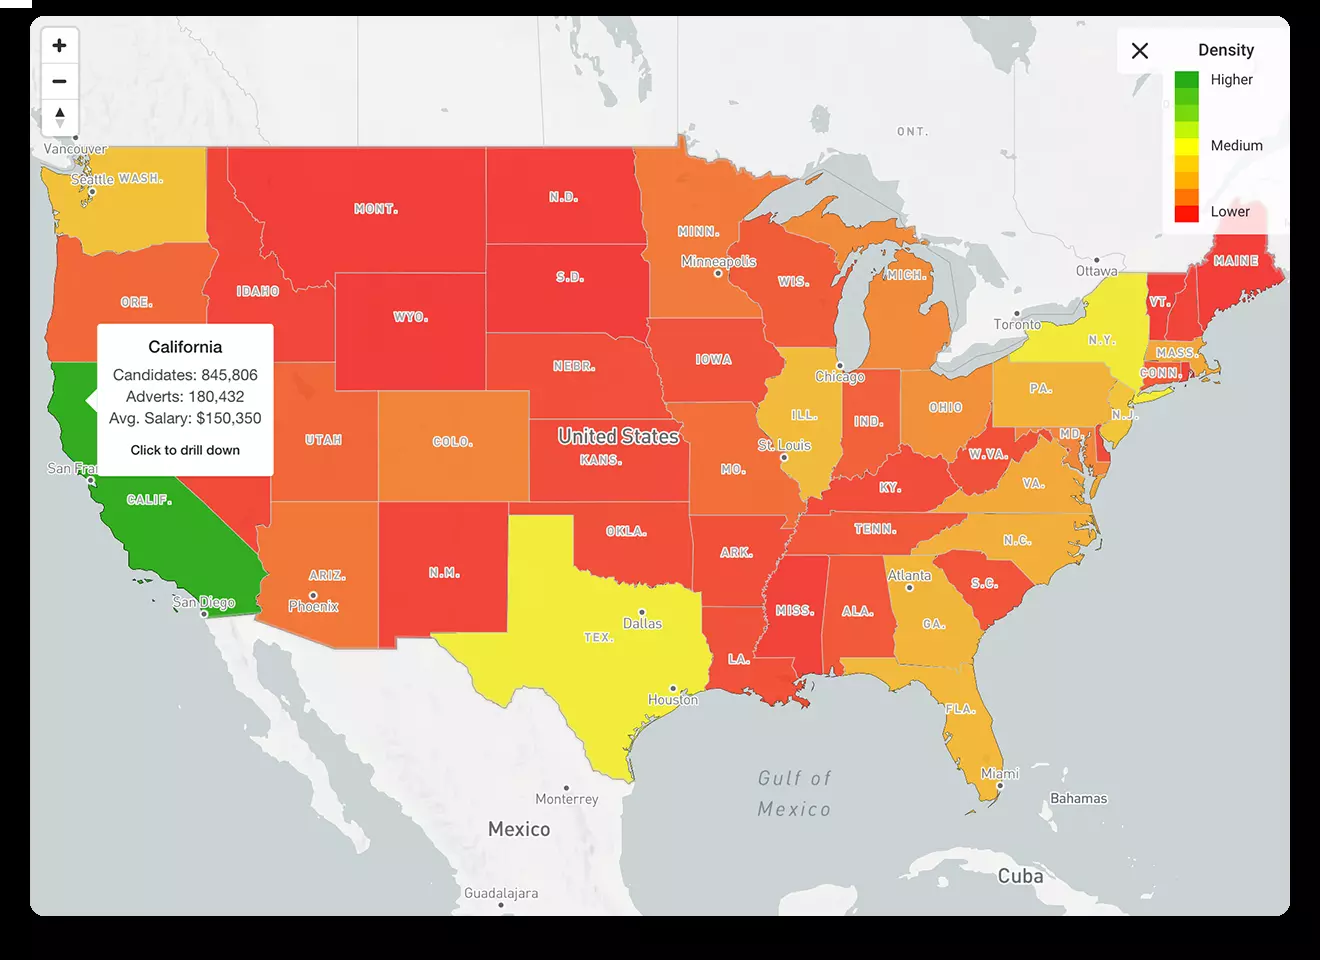 +
−
Density
Higher
Medium
Lower
ONT.
Vancouver
Seattle
WASH.
MONT.
N.D.
MINN.
Minneapolis
S.D.
WIS.
MICH.
Ottawa
MAINE
VT.
Toronto
N.Y.
ORE.
IDAHO
WYO.
NEBR.
IOWA
Chicago
MASS.
CONN.
California
Candidates: 845,806
Adverts: 180,432
Avg. Salary: $150,350
Click to drill down
PA.
N.J.
OHIO
IND.
ILL.
St. Louis
MD.
W.VA.
VA.
UTAH
COLO.
United States
KANS.
MO.
KY.
San Fran
CALIF.
OKLA.
TENN.
N.C.
ARK.
ARIZ.
Phoenix
N.M.
Atlanta
S.C.
San Diego
MISS.
ALA.
GA.
Dallas
TEX.
LA.
Houston
FLA.
Miami
Gulf of
Mexico
Bahamas
Monterrey
Mexico
Cuba
Guadalajara